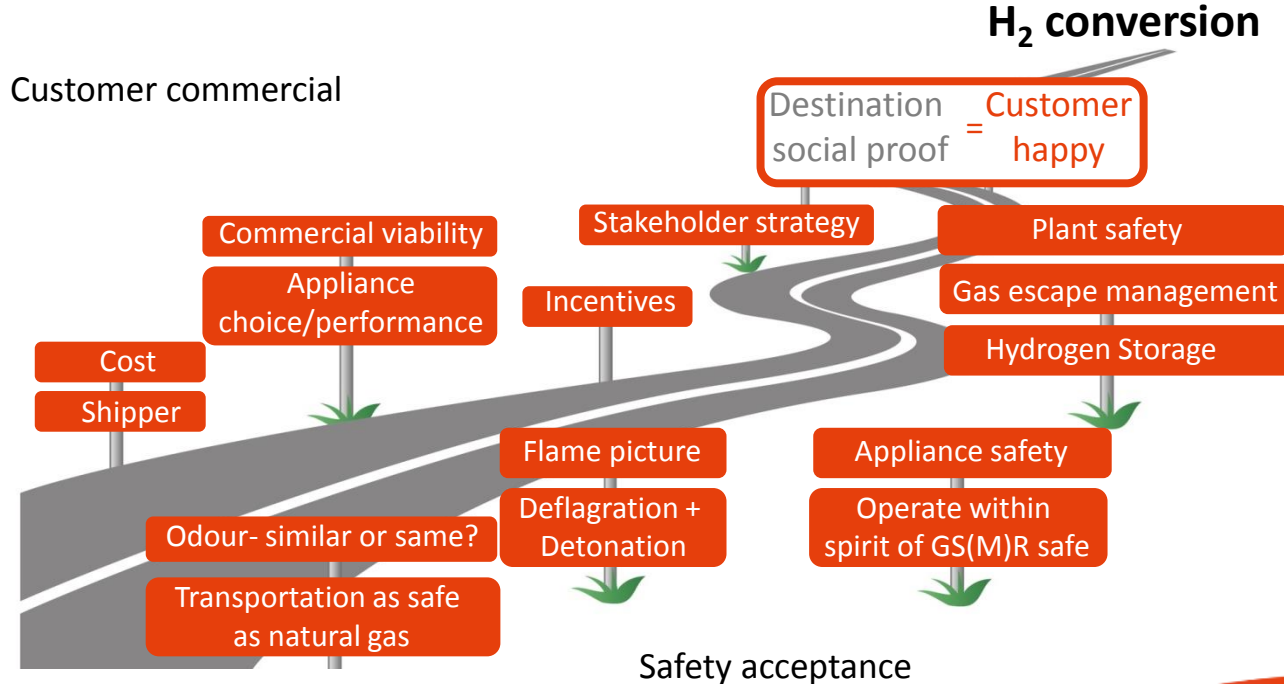 H₂ conversion
Customer commercial
Destination
social proof
=
Customer
happy
Commercial viability
Appliance
choice/performance
Stakeholder strategy
Plant safety
Gas escape management
Hydrogen Storage
Incentives
Cost
Shipper
Flame picture
Deflagration +
Detonation
Appliance safety
Operate within
spirit of GS(M)R safe
Odour- similar or same?
Transportation as safe
as natural gas
Safety acceptance